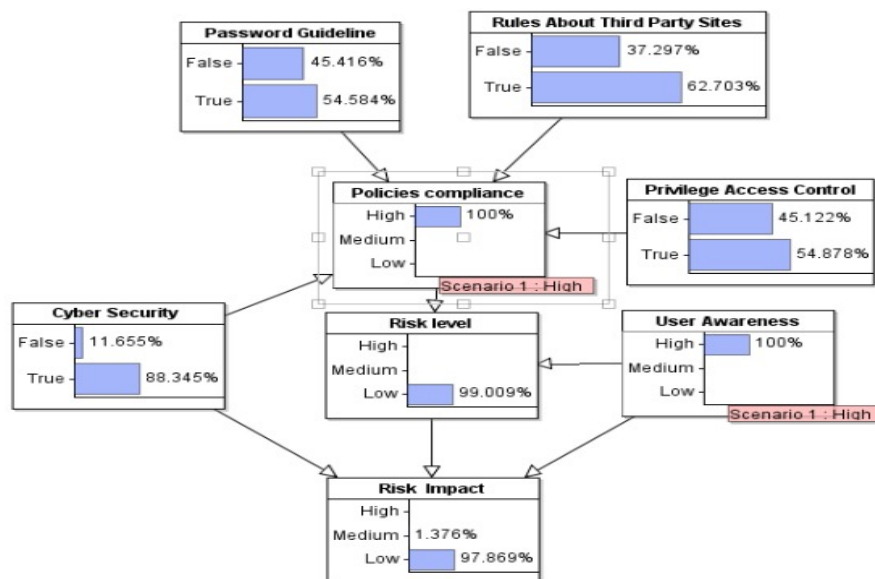 Password Guideline
False 45.416%
True 54.584%
Rules About Third Party Sites
False 37.297%
True 62.703%
Policies compliance
High 100%
Medium
Low
Scenario 1 : High
Privilege Access Control
False 45.122%
True 54.878%
Cyber Security
False 11.655%
True 88.345%
Risk level
High
Medium
Low 99.009%
User Awareness
High 100%
Medium
Low
Scenario 1 : High
Risk Impact
High
Medium 1.376%
Low 97.869%